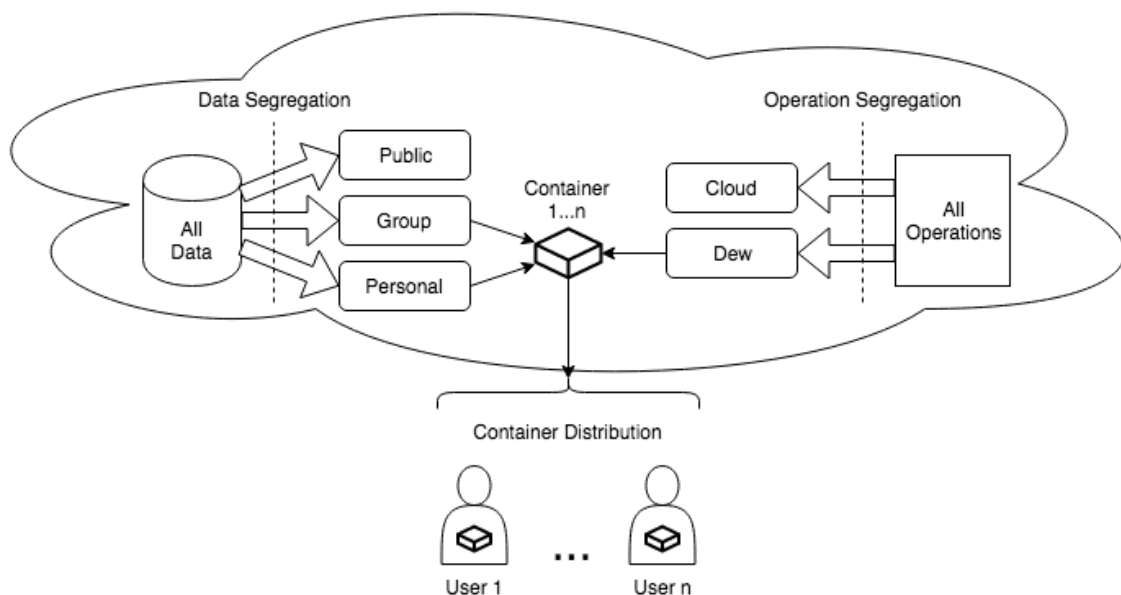 Data Segregation
Operation Segregation
Public
Group
Personal
All
Data
Container
1...n
Cloud
Dew
All
Operations
Container Distribution
...
User 1
User n